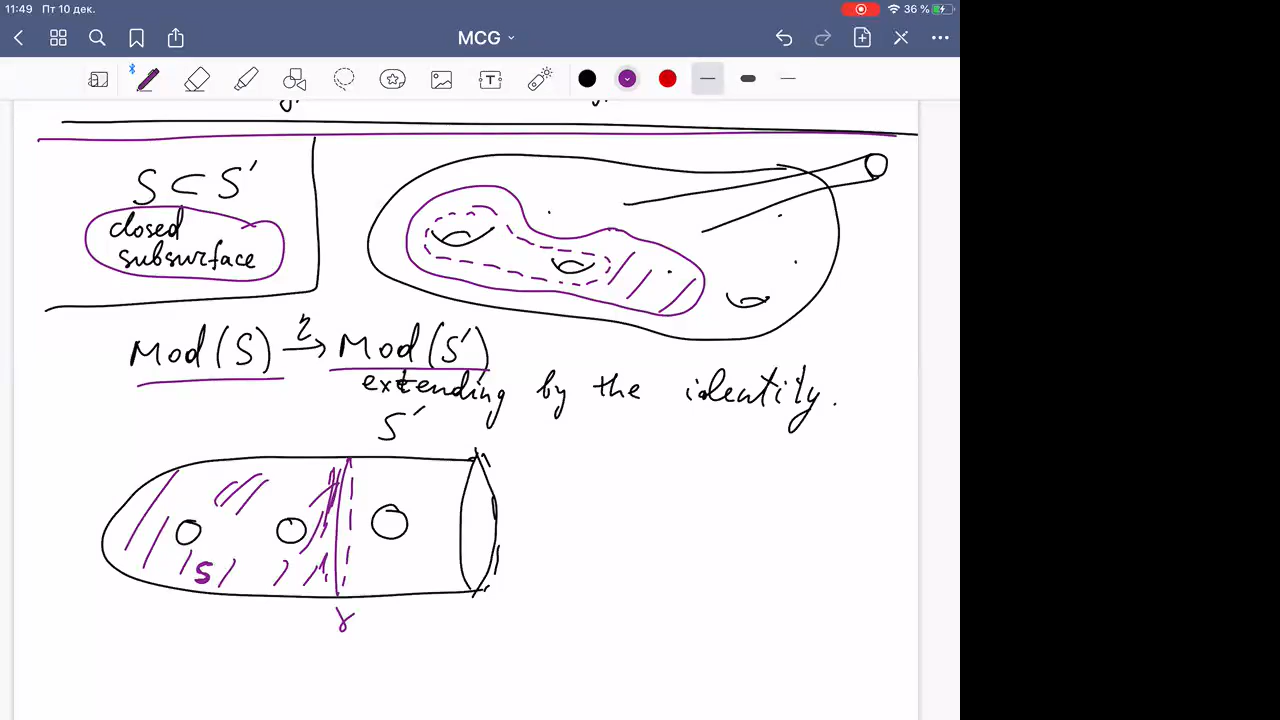 11:49 Пт 10 дек.
36 %
MCG
T
S ⊂ S'
closed
subsurface
Mod(S) → Mod(S')
extending by the identity.
S'
S
γ